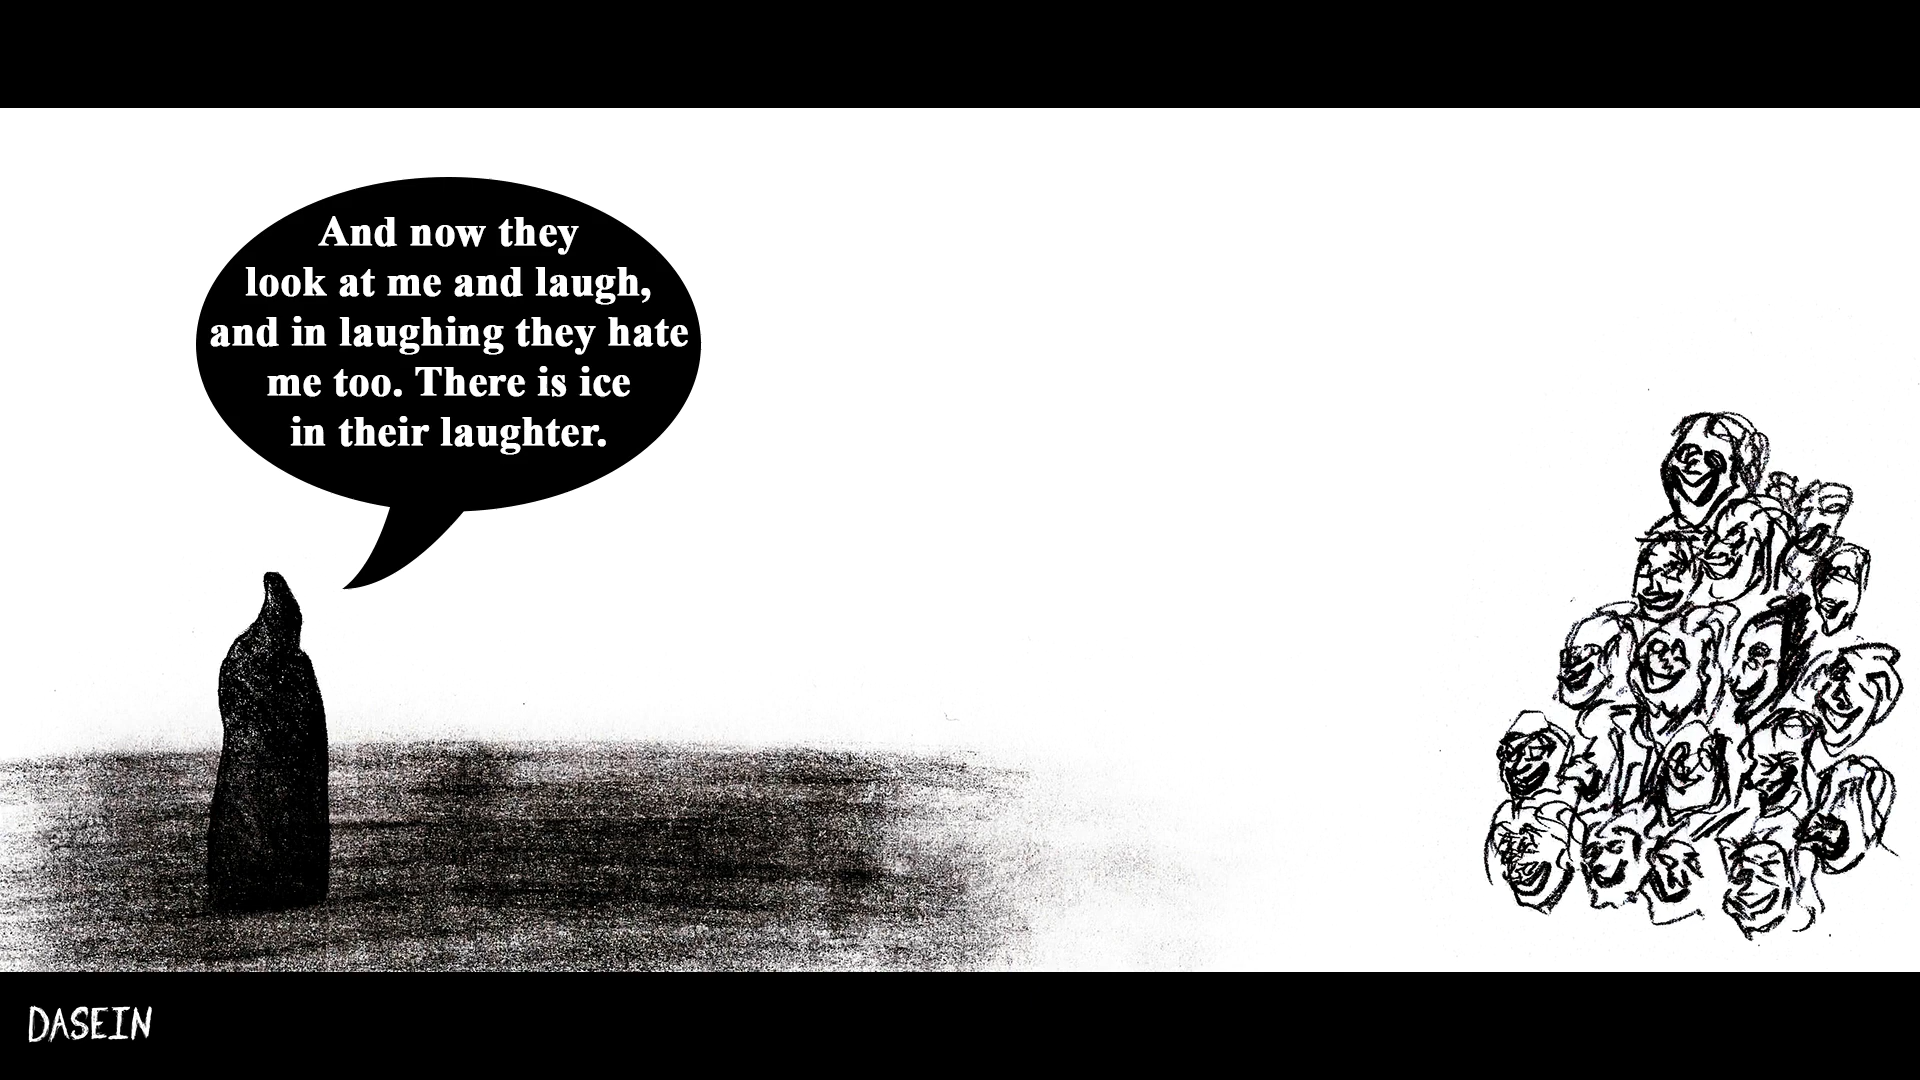 And now they
look at me and laugh,
and in laughing they hate
me too. There is ice
in their laughter.
DASEIN